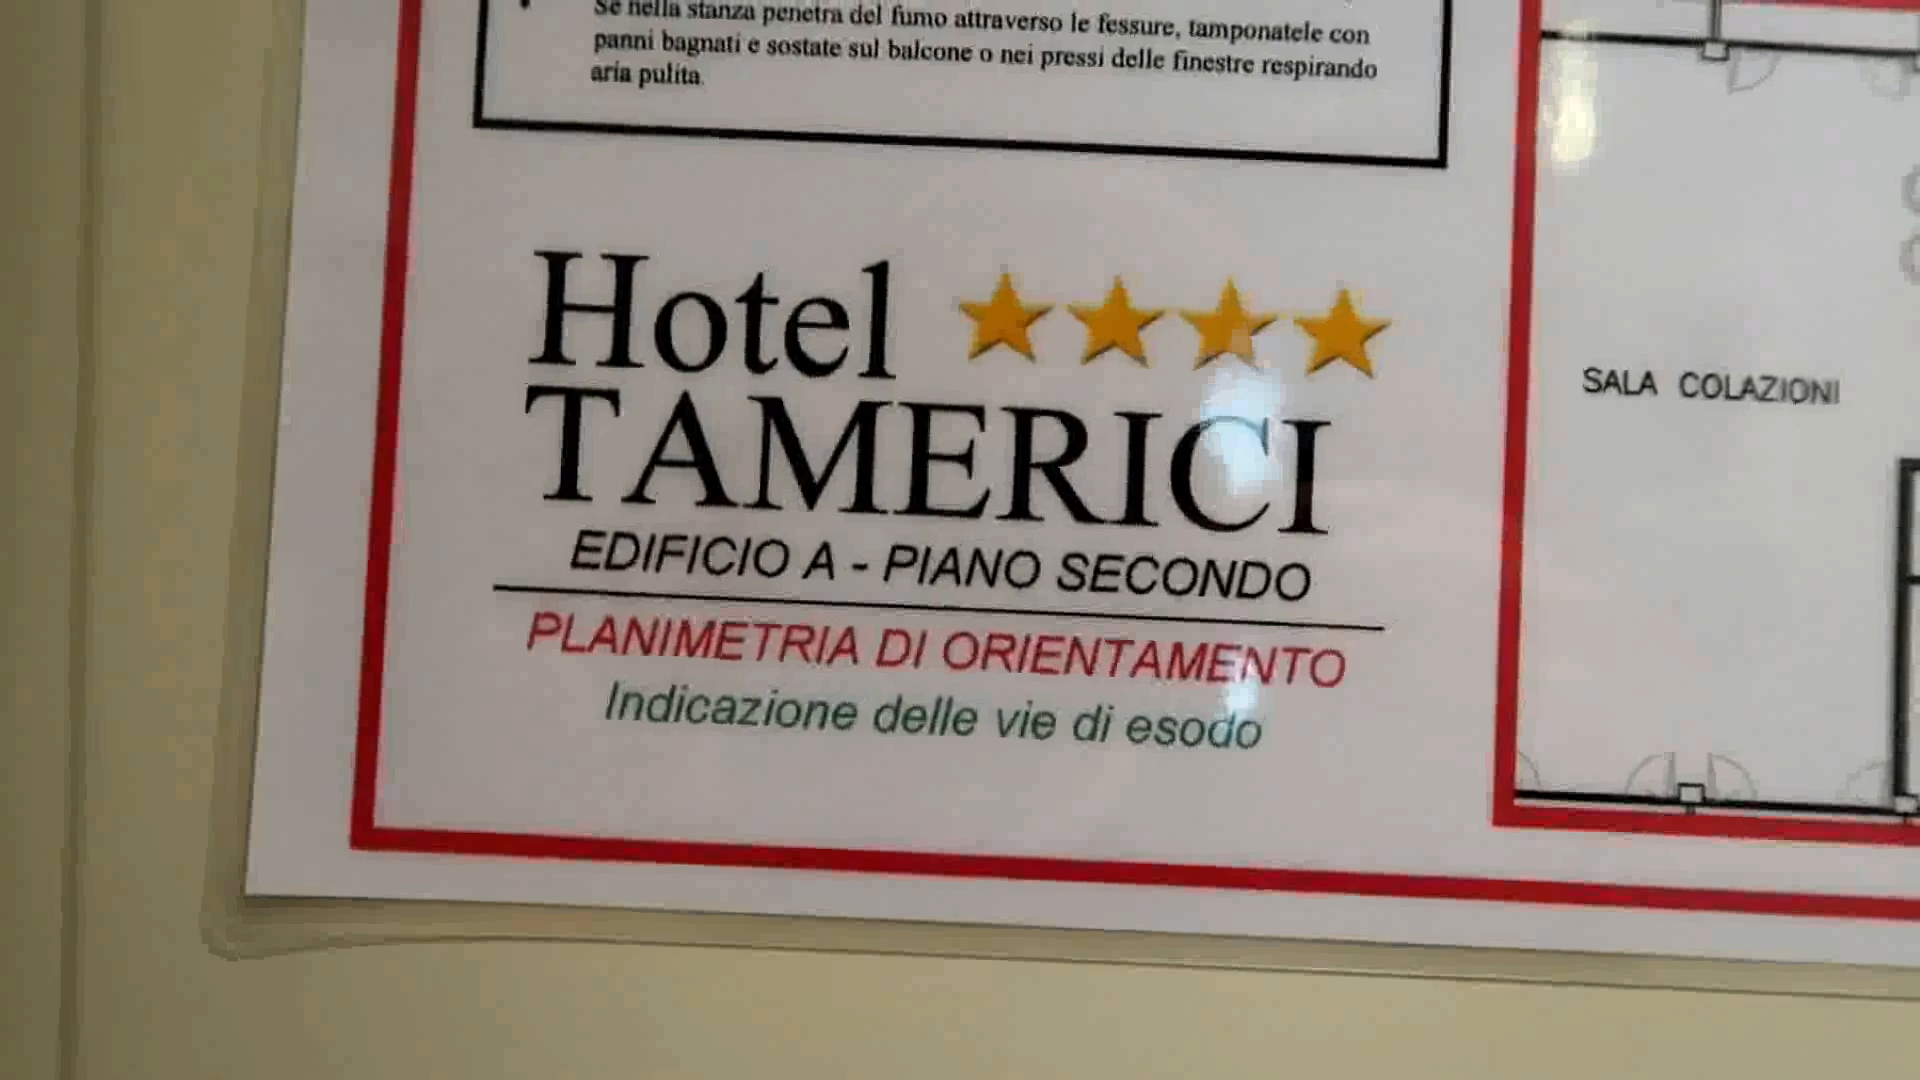 Se nella stanza penetra del fumo attraverso le fessure, tamponatele con
panni bagnati e sostate sul balcone o nei pressi delle finestre respirando
aria pulita.
Hotel
TAMERICI
EDIFICIO A - PIANO SECONDO
PLANIMETRIA DI ORIENTAMENTO
Indicazione delle vie di esodo
SALA COLAZIONI